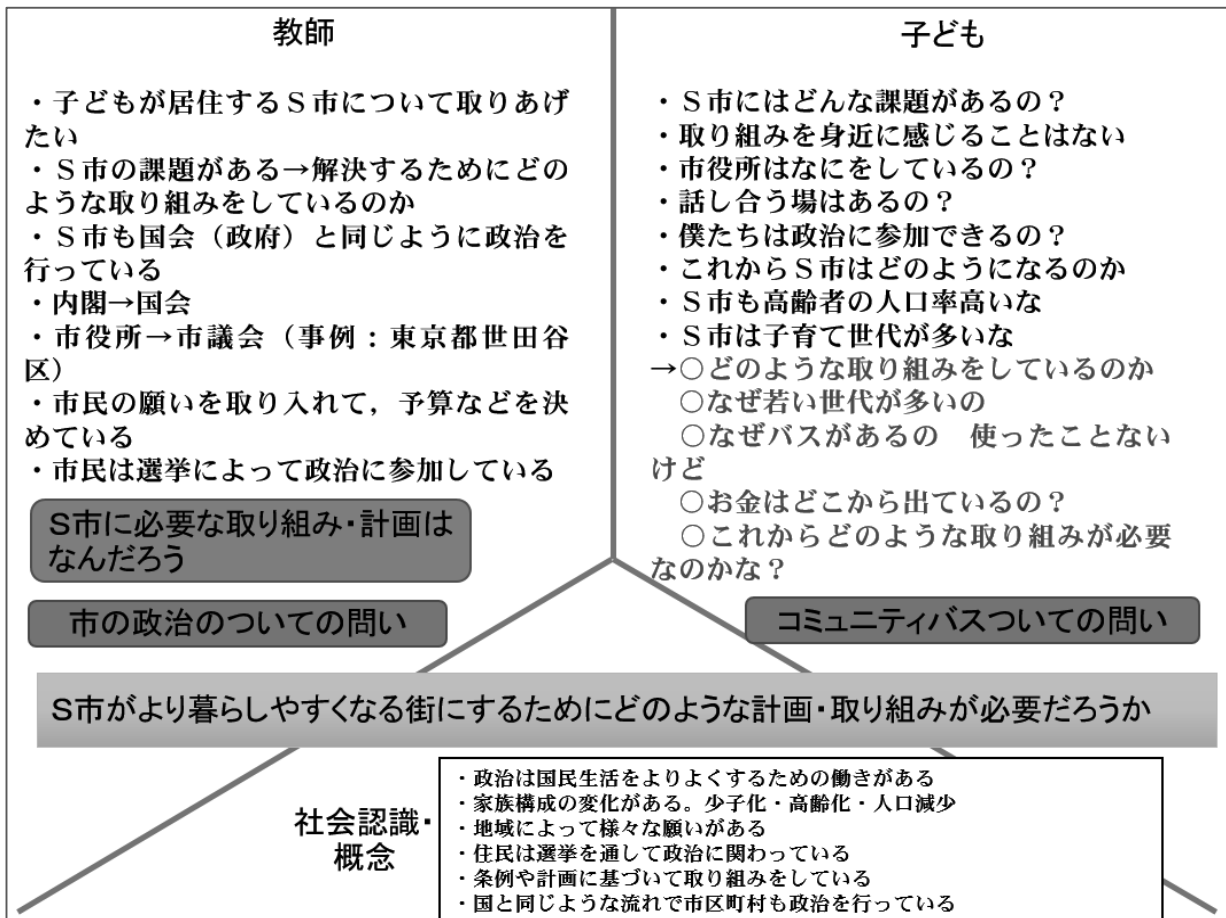 教師
・子どもが居住するS市について取りあげ
たい
・S市の課題がある→解決するためにどの
ような取り組みをしているのか
・S市も国会（政府）と同じように政治を
行っている
・内閣→国会
・市役所→市議会（事例：東京都世田谷
区）
・市民の願いを取り入れて，予算などを決
めている
・市民は選挙によって政治に参加している
S市に必要な取り組み・計画は
なんだろう
市の政治のついての問い
子ども
・S市にはどんな課題があるの？
・取り組みを身近に感じることはない
・市役所はなにをしているの？
・話し合う場はあるの？
・僕たちは政治に参加できるの？
・これからS市はどのようになるのか
・S市も高齢者の人口率高いな
・S市は子育て世代が多いな
→○どのような取り組みをしているのか
○なぜ若い世代が多いの
○なぜバスがあるの　使ったことない
けど
○お金はどこから出ているの？
○これからどのような取り組みが必要
なのかな？
コミュニティバスついての問い
S市がより暮らしやすくなる街にするためにどのような計画・取り組みが必要だろうか
社会認識・
概念
・政治は国民生活をよりよくするための働きがある
・家族構成の変化がある。少子化・高齢化・人口減少
・地域によって様々な願いがある
・住民は選挙を通して政治に関わっている
・条例や計画に基づいて取り組みをしている
・国と同じような流れで市区町村も政治を行っている